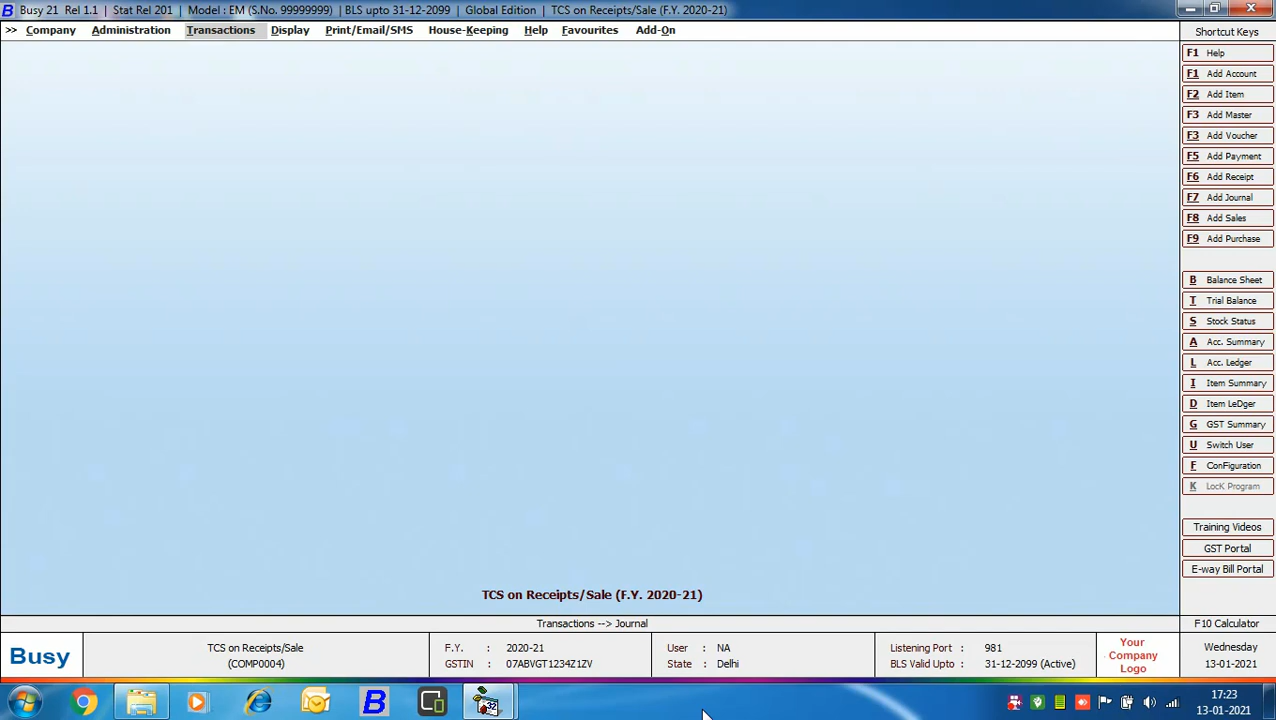 B Busy 21 Rel 1.1 | Stat Rel 201 | Model : EM (S.No. 99999999) | BLS upto 31-12-2099 | Global Edition | TCS on Receipts/Sale (F.Y. 2020-21)
>> Company Administration Transactions Display Print/Email/SMS House-Keeping Help Favourites Add-On
Shortcut Keys
F1 Help
F1 Add Account
F2 Add Item
F3 Add Master
F3 Add Voucher
F5 Add Payment
F6 Add Receipt
F7 Add Journal
F8 Add Sales
F9 Add Purchase
B Balance Sheet
T Trial Balance
S Stock Status
A Acc. Summary
L Acc. Ledger
I Item Summary
D Item LeDger
G GST Summary
U Switch User
F ConFiguration
K LocK Program
Training Videos
GST Portal
E-way Bill Portal
TCS on Receipts/Sale (F.Y. 2020-21)
Transactions --> Journal
F10 Calculator
Busy
TCS on Receipts/Sale
(COMP0004)
F.Y. : 2020-21
GSTIN : 07ABVGT1234Z1ZV
User : NA
State : Delhi
Listening Port : 981
BLS Valid Upto : 31-12-2099 (Active)
Your
Company
Logo
Wednesday
13-01-2021
B
32
17:23
13-01-2021